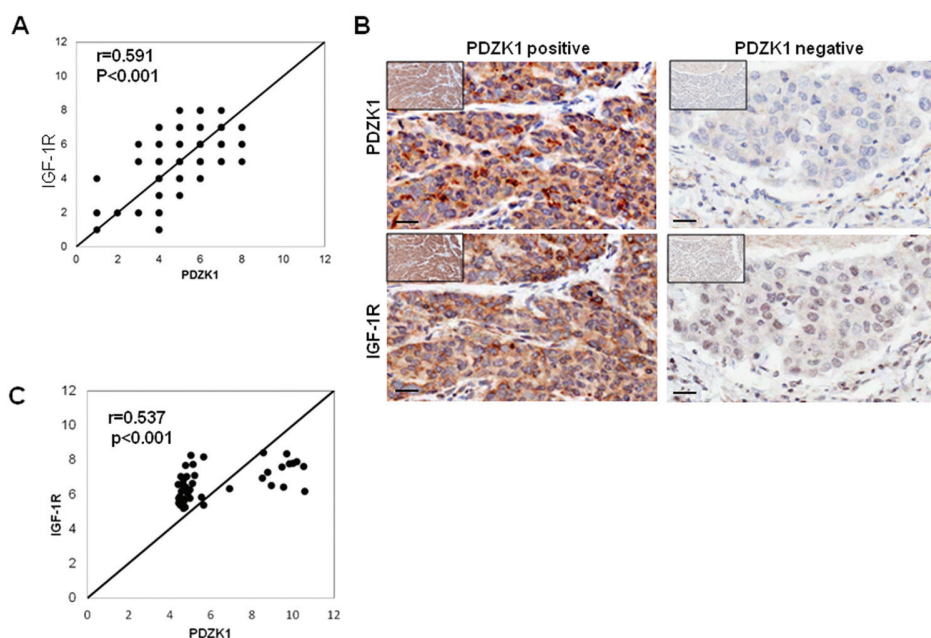 A
r=0.591
P<0.001
IGF-1R
12
10
8
6
4
2
0
0 2 4 6 8 10 12
PDZK1
B
PDZK1 positive PDZK1 negative
PDZK1
IGF-1R
C
r=0.537
p<0.001
IGF-1R
12
10
8
6
4
2
0
0 2 4 6 8 10 12
PDZK1